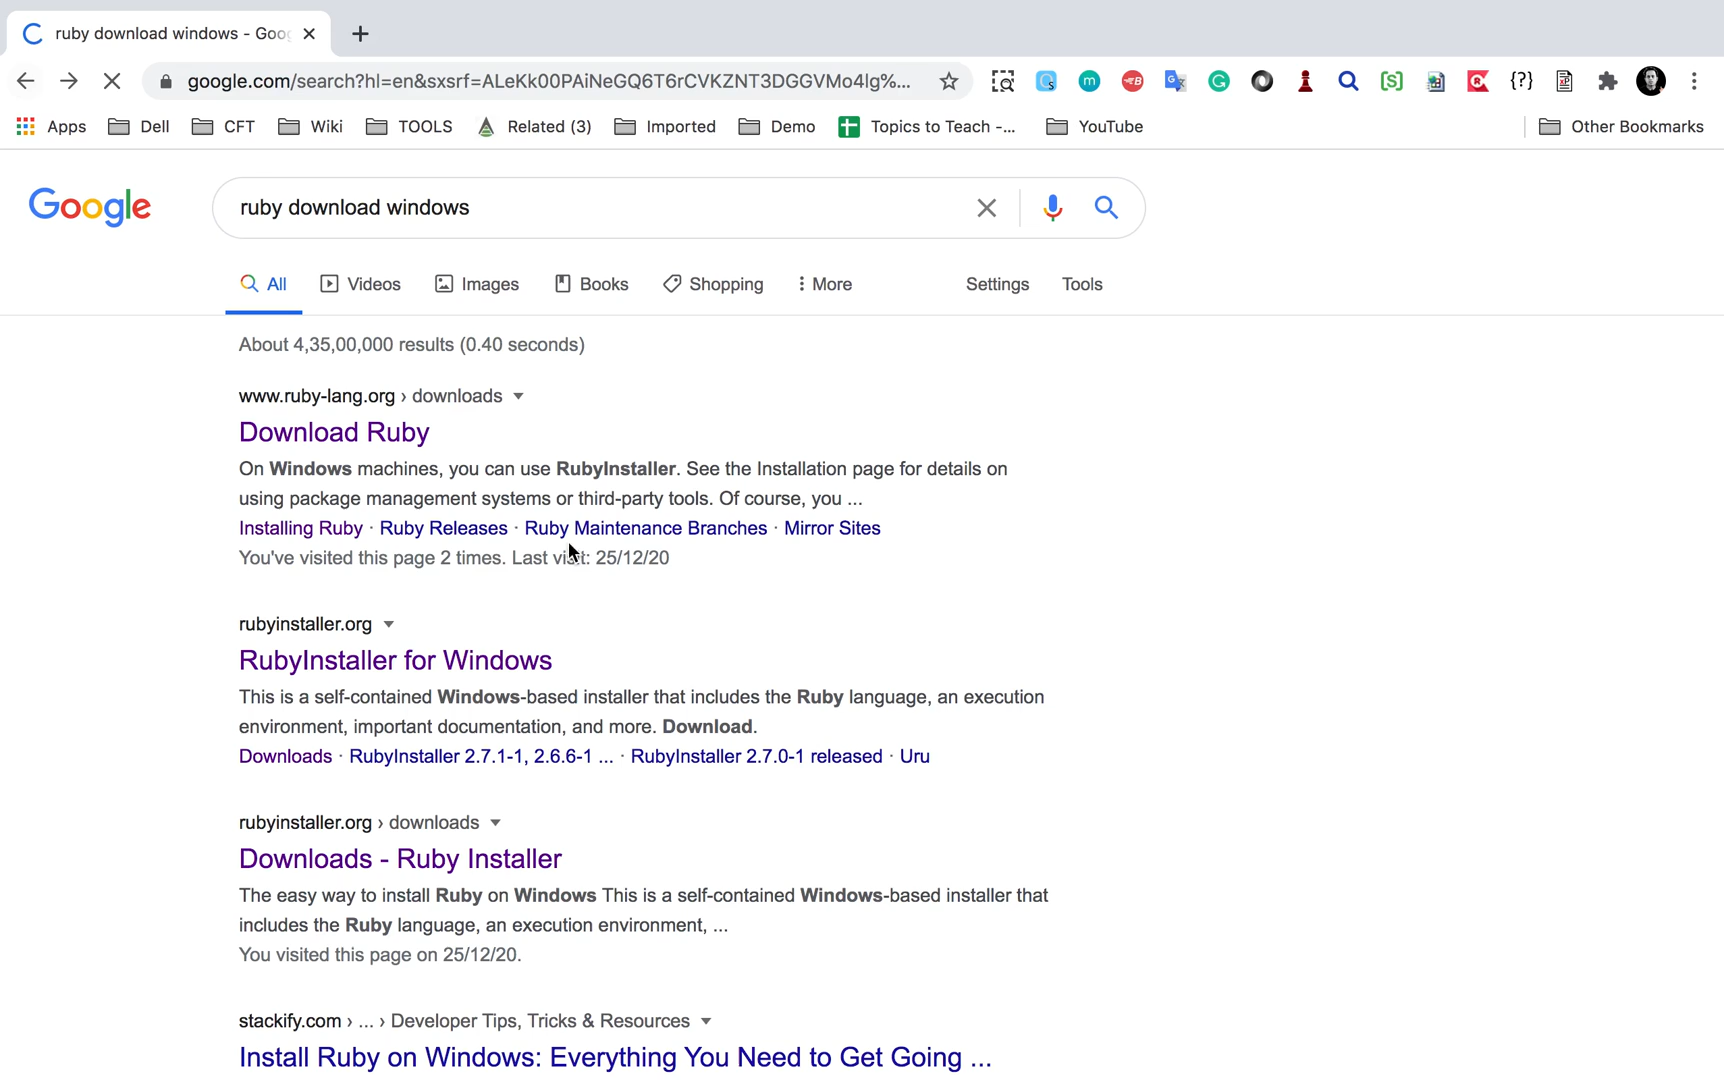 ruby download windows - Goo
google.com/search?hl=en&sxsrf=ALeKk00PAiNeGQ6T6rCVKZNT3DGGVMo4lg%...
Apps Dell CFT Wiki TOOLS Related (3) Imported Demo Topics to Teach -... YouTube Other Bookmarks
Google
ruby download windows
All Videos Images Books Shopping More Settings Tools
About 4,35,00,000 results (0.40 seconds)
www.ruby-lang.org › downloads
Download Ruby
On Windows machines, you can use RubyInstaller. See the Installation page for details on
using package management systems or third-party tools. Of course, you ...
Installing Ruby · Ruby Releases · Ruby Maintenance Branches · Mirror Sites
You've visited this page 2 times. Last visit: 25/12/20
rubyinstaller.org
RubyInstaller for Windows
This is a self-contained Windows-based installer that includes the Ruby language, an execution
environment, important documentation, and more. Download.
Downloads · RubyInstaller 2.7.1-1, 2.6.6-1 ... · RubyInstaller 2.7.0-1 released · Uru
rubyinstaller.org › downloads
Downloads - Ruby Installer
The easy way to install Ruby on Windows This is a self-contained Windows-based installer that
includes the Ruby language, an execution environment, ...
You visited this page on 25/12/20.
stackify.com › ... › Developer Tips, Tricks & Resources
Install Ruby on Windows: Everything You Need to Get Going ...